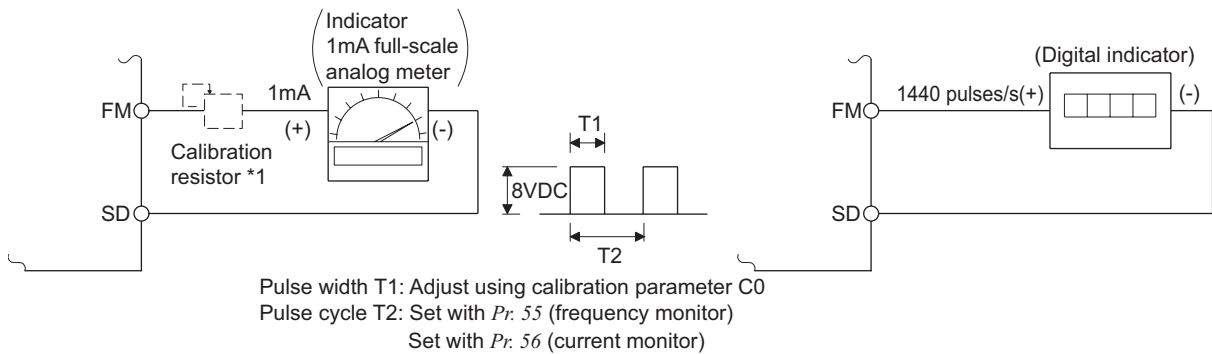 Indicator
1mA full-scale
analog meter
FM
1mA
(+)
(-)
Calibration
resistor *1
SD
T1
8VDC
T2
(Digital indicator)
FM
1440 pulses/s(+)
(-)
SD
Pulse width T1: Adjust using calibration parameter C0
Pulse cycle T2: Set with Pr. 55 (frequency monitor)
Set with Pr. 56 (current monitor)